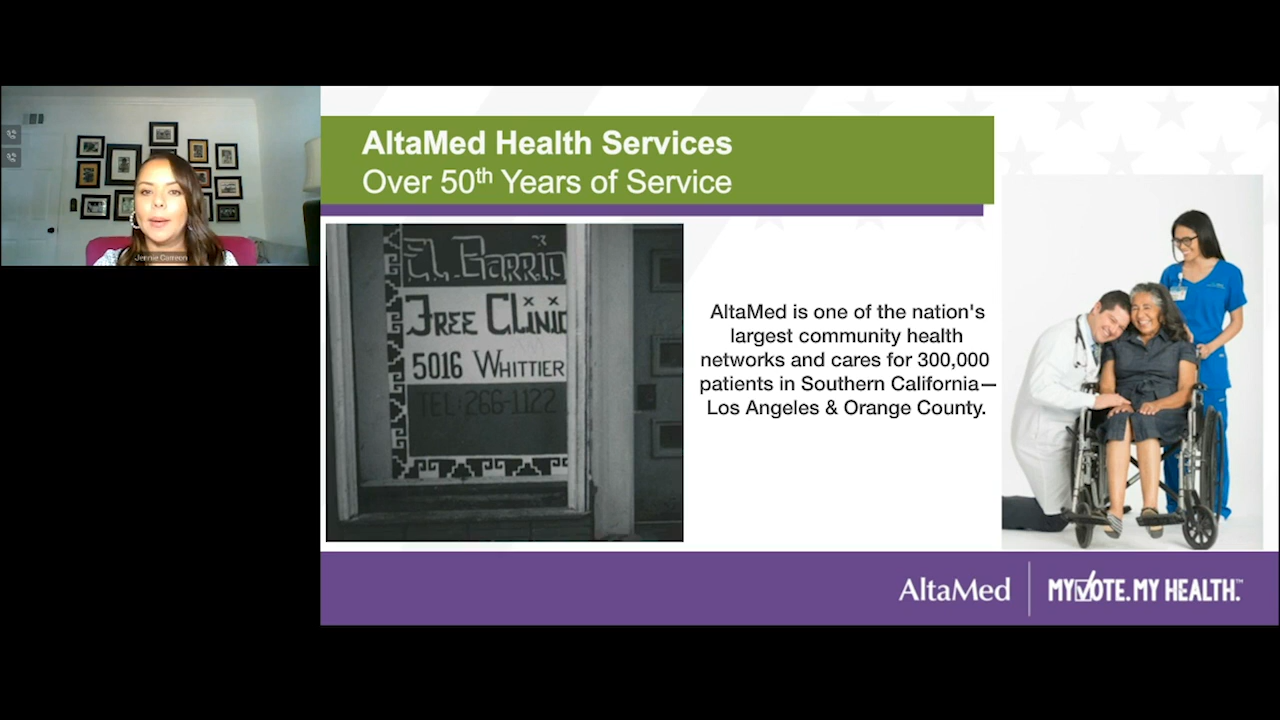 Jennie Carreon
AltaMed Health Services
Over 50th Years of Service
El Barrio
FREE CLINIC
5016 WHITTIER
TEL: 266-1122
AltaMed is one of the nation's
largest community health
networks and cares for 300,000
patients in Southern California—
Los Angeles & Orange County.
AltaMed
MY VOTE. MY HEALTH.™